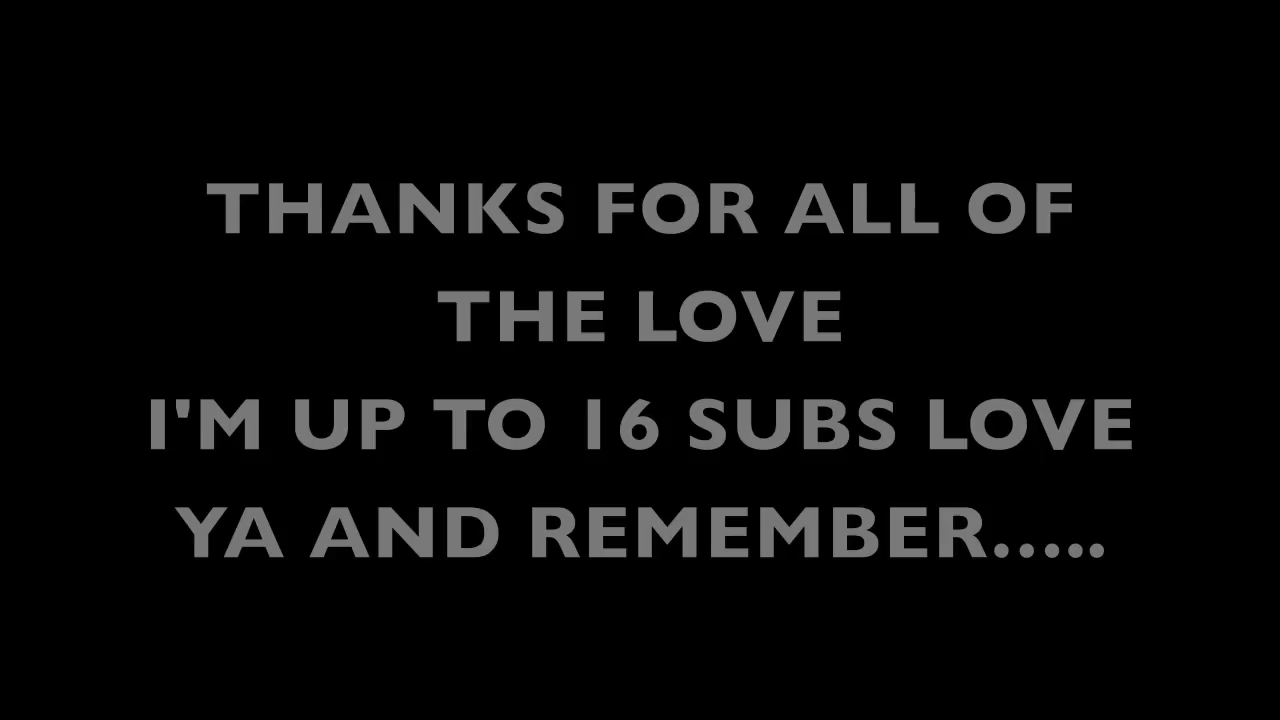 THANKS FOR ALL OF
THE LOVE
I'M UP TO 16 SUBS LOVE
YA AND REMEMBER…..